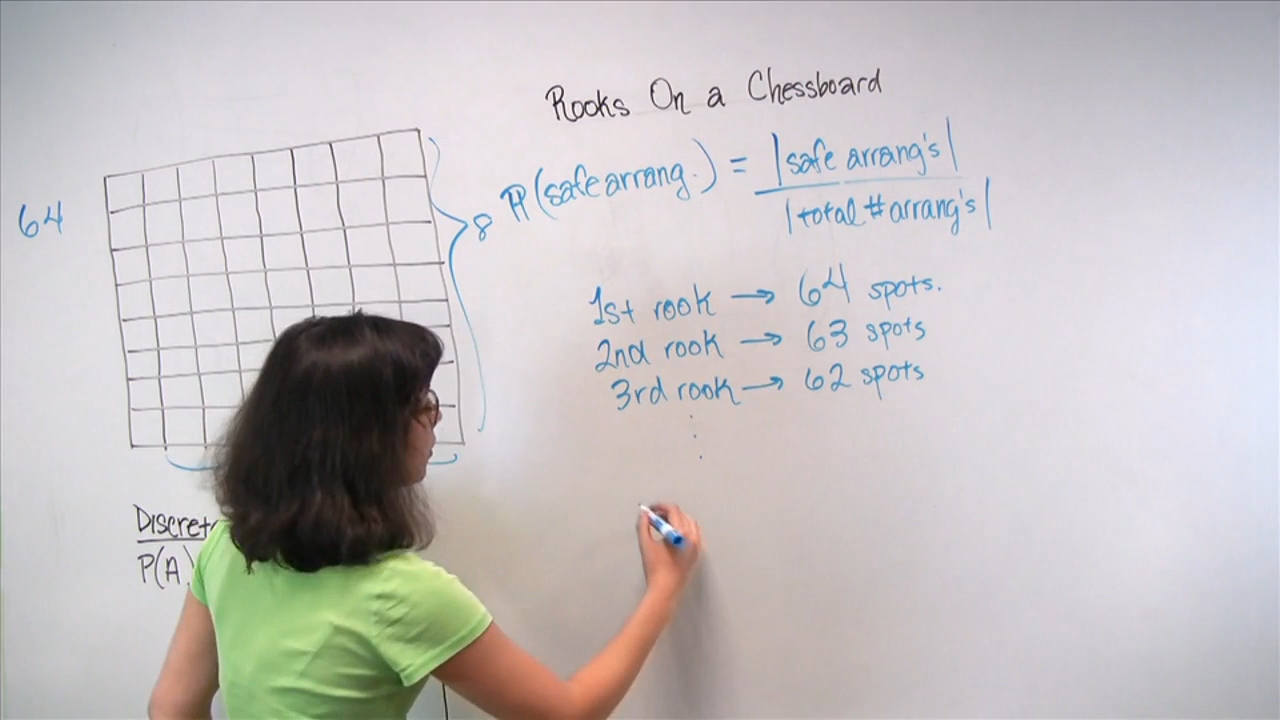 Rooks On a Chessboard
64
8
ℙ(safe arrang.) = |safe arrang's|
|total # arrang's|
1st rook → 64 spots.
2nd rook → 63 spots
3rd rook → 62 spots
Discret
P(A)